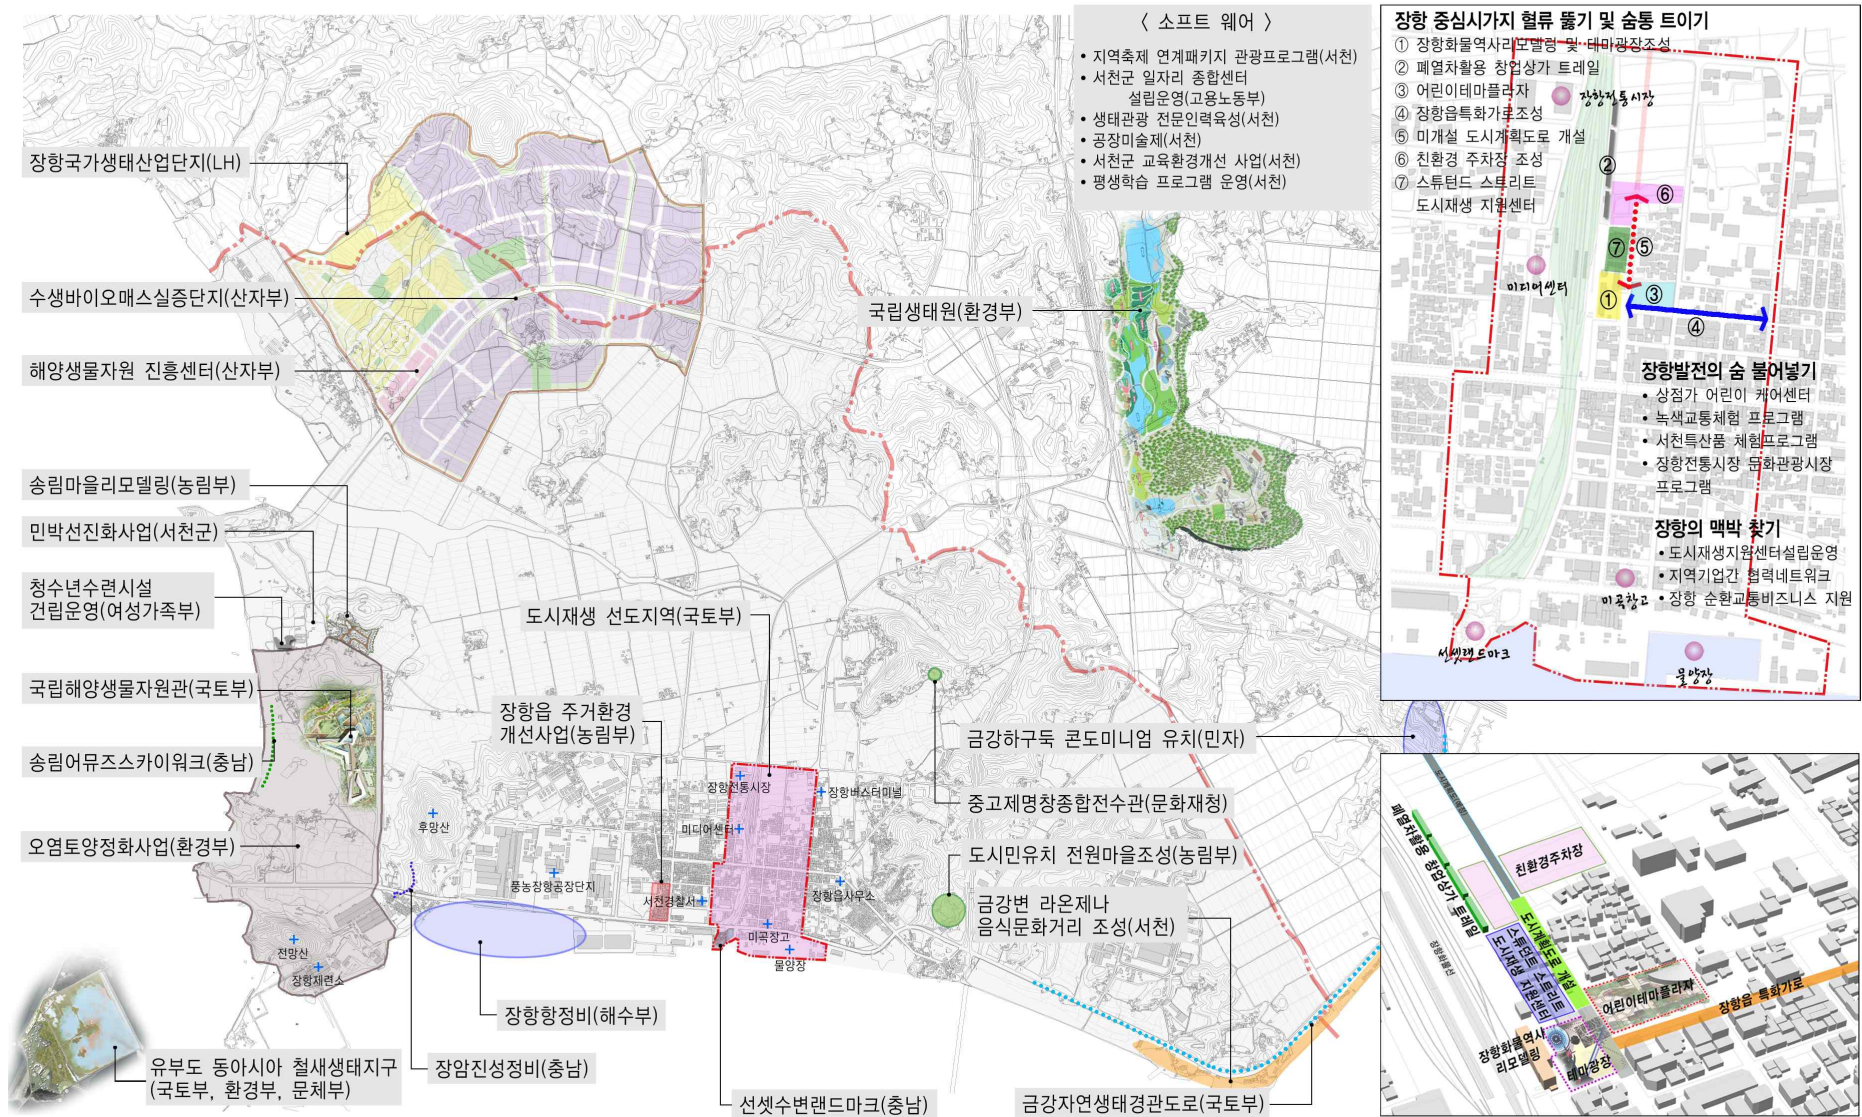 〈 소프트 웨어 〉
• 지역축제 연계패키지 관광프로그램(서천)
• 서천군 일자리 종합센터
설립운영(고용노동부)
• 생태관광 전문인력육성(서천)
• 공장미술제(서천)
• 서천군 교육환경개선 사업(서천)
• 평생학습 프로그램 운영(서천)
장항국가생태산업단지(LH)
수생바이오매스실증단지(산자부)
해양생물자원 진흥센터(산자부)
국립생태원(환경부)
송림마을리모델링(농림부)
민박선진화사업(서천군)
청수년수련시설
건립운영(여성가족부)
국립해양생물자원관(국토부)
송림어뮤즈스카이워크(충남)
오염토양정화사업(환경부)
도시재생 선도지역(국토부)
장항읍 주거환경
개선사업(농림부)
금강하구둑 콘도미니엄 유치(민자)
중고제명창종합전수관(문화재청)
도시민유치 전원마을조성(농림부)
금강변 라온제나
음식문화거리 조성(서천)
장항전통시장
장항버스터미널
미디어센터
후망산
풍농장항공장단지
서천경찰서
장항읍사무소
미곡창고
물양장
전망산
장항제련소
장항항정비(해수부)
장암진성정비(충남)
유부도 동아시아 철새생태지구
(국토부, 환경부, 문체부)
선셋수변랜드마크(충남)
금강자연생태경관도로(국토부)
장항 중심시가지 혈류 뚫기 및 숨통 트이기
① 장항화물역사리모델링 및 테마광장조성
② 폐열차활용 창업상가 트레일
③ 어린이테마플라자
④ 장항읍특화가로조성
⑤ 미개설 도시계획도로 개설
⑥ 친환경 주차장 조성
⑦ 스튜턴드 스트리트
도시재생 지원센터
장항전통시장
②
⑥
⑦
⑤
미디어센터
①
③
④
장항발전의 숨 불어넣기
• 상점가 어린이 케어센터
• 녹색교통체험 프로그램
• 서천특산품 체험프로그램
• 장항전통시장 문화관광시장
프로그램
장항의 맥박 찾기
• 도시재생지원센터설립운영
• 지역기업간 협력네트워크
• 장항 순환교통비즈니스 지원
미곡창고
선셋랜드마크
물양장
폐열차활용 창업상가 트레일
친환경주차장
도시계획도로 개설
스튜던트 스트리트
도시재생 지원센터
장항화물선
어린이테마플라자
장항읍 특화가로
장항화물역사
리모델링
테마광장